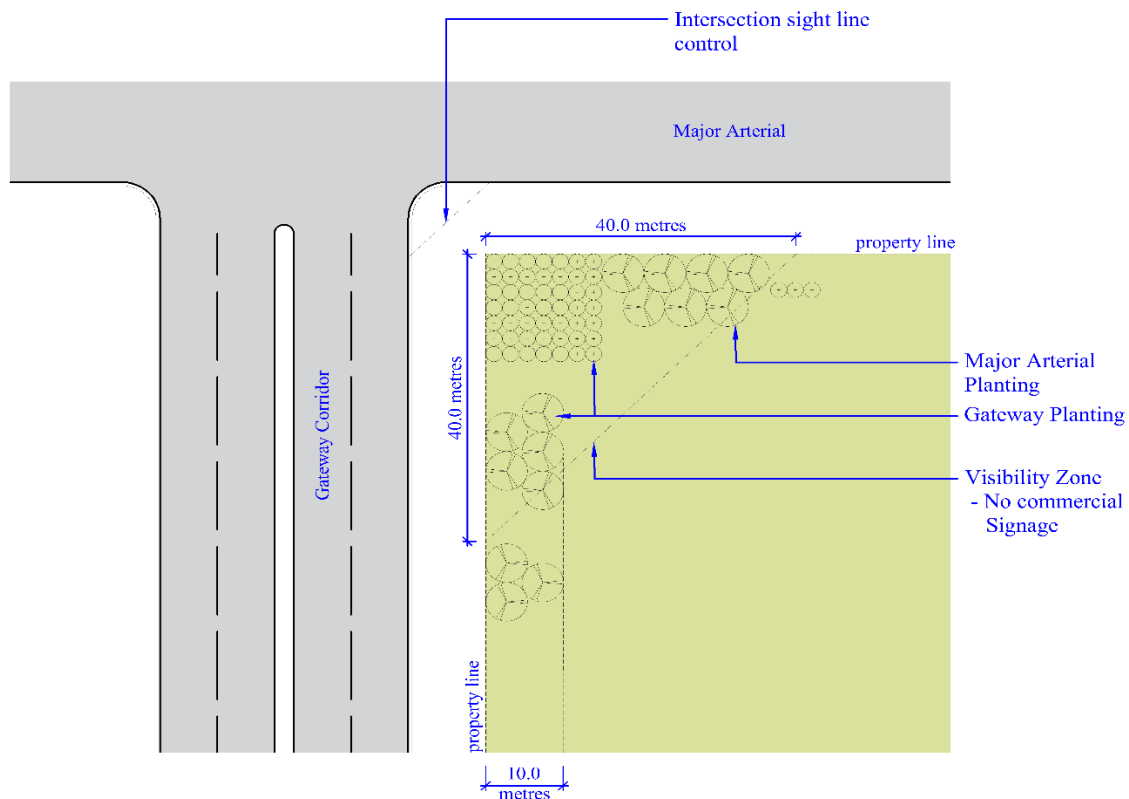 Intersection sight line
control
Major Arterial
40.0 metres
property line
40.0 metres
Gateway Corridor
Major Arterial
Planting
Gateway Planting
Visibility Zone
- No commercial
Signage
property line
10.0
metres